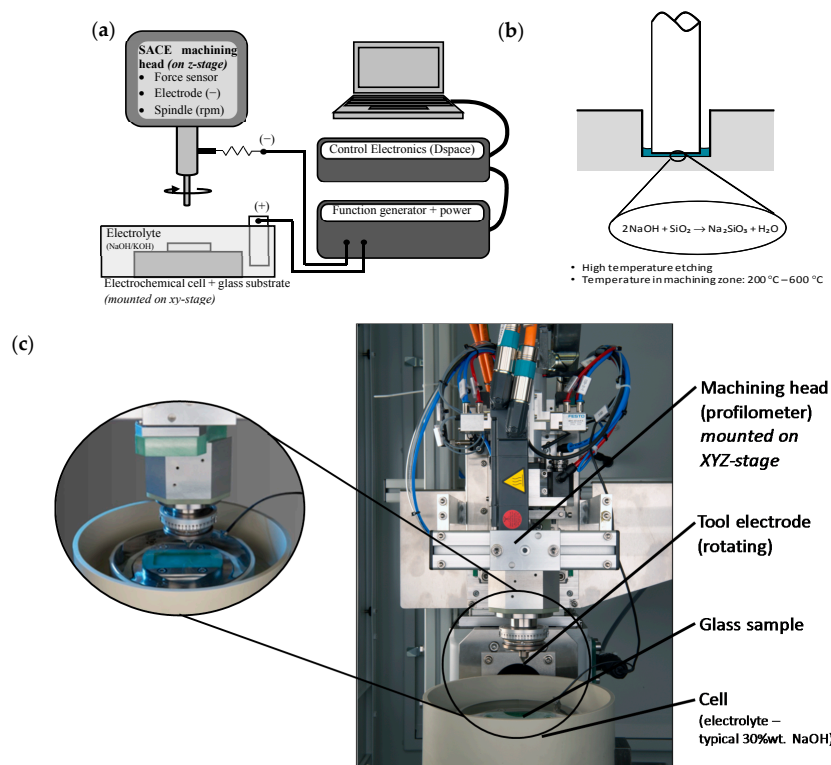 (a)
SACE machining
head (on z-stage)
• Force sensor
• Electrode (−)
• Spindle (rpm)
(−)
(+)
Control Electronics (Dspace)
Function generator + power
Electrolyte
(NaOH/KOH)
Electrochemical cell + glass substrate
(mounted on xy-stage)
(b)
2NaOH + SiO₂ → Na₂SiO₃ + H₂O
• High temperature etching
• Temperature in machining zone: 200 °C – 600 °C
(c)
Machining head
(profilometer)
mounted on
XYZ-stage
Tool electrode
(rotating)
Glass sample
Cell
(electrolyte –
typical 30%wt. NaOH)